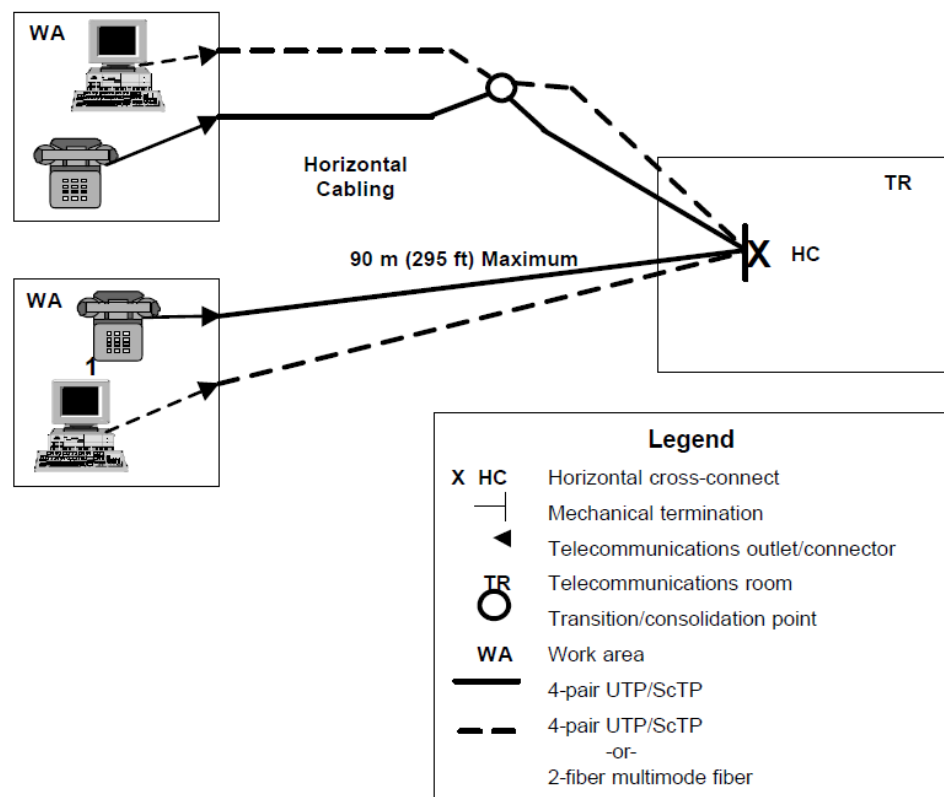 WA
Horizontal
Cabling
TR
90 m (295 ft) Maximum
HC
X
WA
1
Legend
X HC Horizontal cross-connect
Mechanical termination
Telecommunications outlet/connector
TR Telecommunications room
Transition/consolidation point
WA Work area
4-pair UTP/ScTP
4-pair UTP/ScTP
-or-
2-fiber multimode fiber